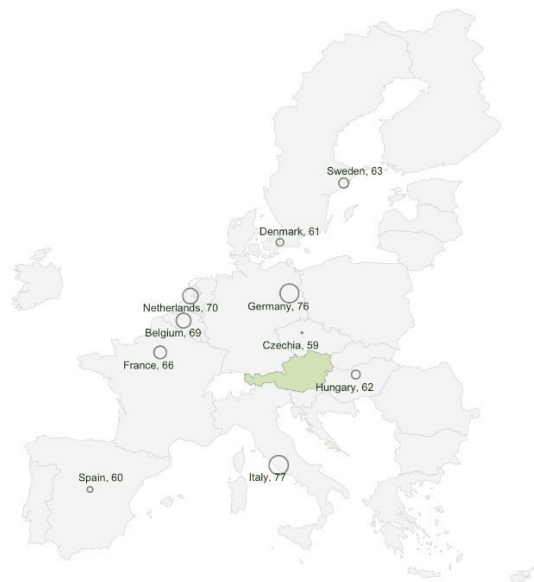 Sweden, 63
Denmark, 61
Netherlands, 70
Germany, 76
Belgium, 69
Czechia, 59
France, 66
Hungary, 62
Spain, 60
Italy, 77